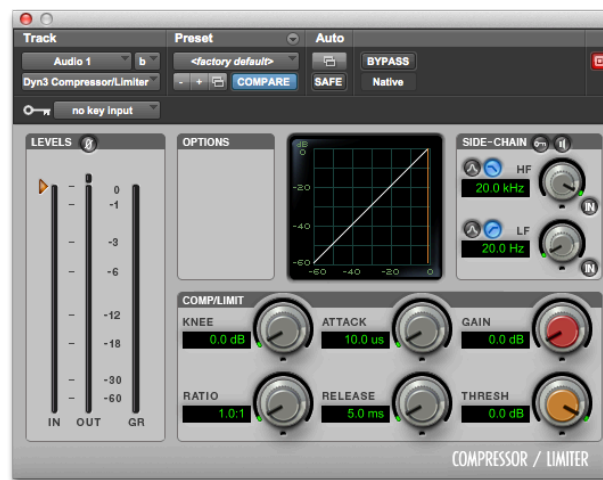 Track
Preset
Auto
Audio 1
b
<factory default>
BYPASS
Dyn3 Compressor/Limiter
- +
COMPARE
SAFE
Native
no key input
LEVELS Ø
OPTIONS
dB
0
-20
-40
-60
-60 -40 -20 0
SIDE-CHAIN
HF
20.0 kHz
IN
LF
20.0 Hz
IN
0
-1
-3
-6
-12
-18
-30
-60
IN OUT GR
COMP/LIMIT
KNEE
0.0 dB
ATTACK
10.0 us
GAIN
0.0 dB
RATIO
1.0:1
RELEASE
5.0 ms
THRESH
0.0 dB
COMPRESSOR / LIMITER